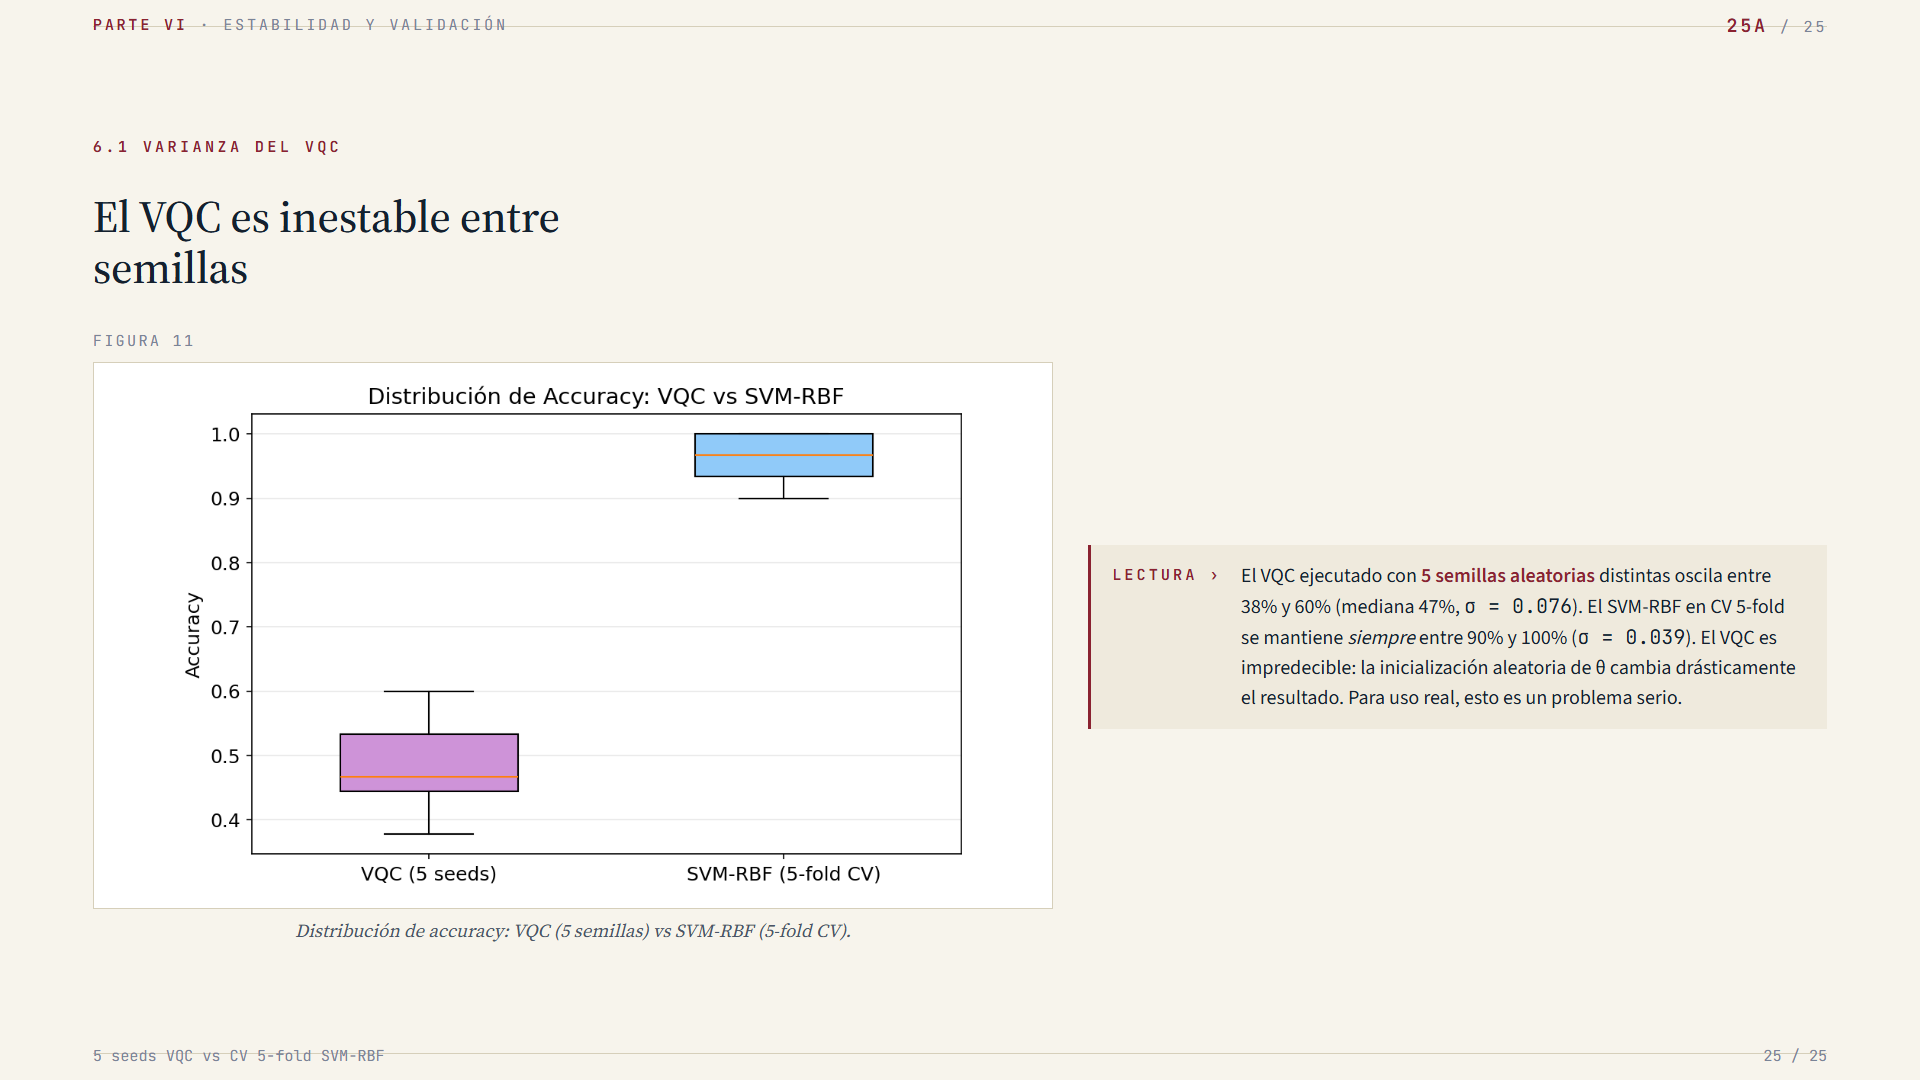 PARTE VI · ESTABILIDAD Y VALIDACIÓN
25A / 25
6.1 VARIANZA DEL VQC
El VQC es inestable entre
semillas
FIGURA 11
Distribución de Accuracy: VQC vs SVM-RBF
1.0
0.9
0.8
0.7
0.6
0.5
0.4
Accuracy
VQC (5 seeds)
SVM-RBF (5-fold CV)
Distribución de accuracy: VQC (5 semillas) vs SVM-RBF (5-fold CV).
LECTURA ›
El VQC ejecutado con 5 semillas aleatorias distintas oscila entre
38% y 60% (mediana 47%, σ = 0.076). El SVM-RBF en CV 5-fold
se mantiene siempre entre 90% y 100% (σ = 0.039). El VQC es
impredecible: la inicialización aleatoria de θ cambia drásticamente
el resultado. Para uso real, esto es un problema serio.
5 seeds VQC vs CV 5-fold SVM-RBF
25 / 25